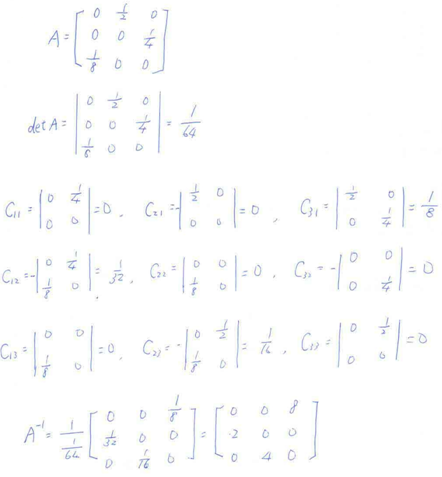 A = [ 0 1/2 0
0 0 1/4
1/8 0 0 ]
det A = | 0 1/2 0
0 0 1/4
1/8 0 0 | = 1/64
C₁₁ = | 0 1/4 ; 0 0 | = 0 , C₂₁ = - | 1/2 0 ; 0 0 | = 0 , C₃₁ = | 1/2 0 ; 0 1/4 | = 1/8
C₁₂ = - | 0 1/4 ; 1/8 0 | = 1/32 , C₂₂ = | 0 0 ; 1/8 0 | = 0 , C₃₂ = - | 0 0 ; 0 1/4 | = 0
C₁₃ = | 0 0 ; 1/8 0 | = 0 , C₂₃ = - | 0 1/2 ; 1/8 0 | = 1/16 , C₃₃ = | 0 1/2 ; 0 0 | = 0
A⁻¹ = 1/(1/64) [ 0 0 1/8 ; 1/32 0 0 ; 0 1/16 0 ] = [ 0 0 8 ; 2 0 0 ; 0 4 0 ]